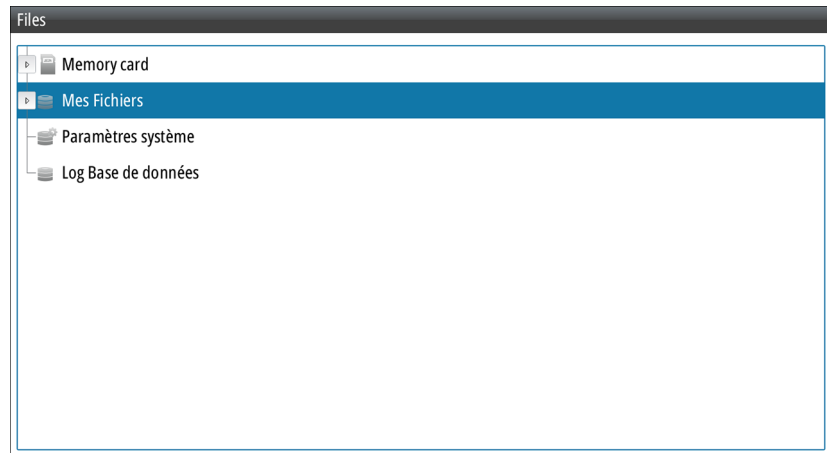 Files
Memory card
Mes Fichiers
Paramètres système
Log Base de données